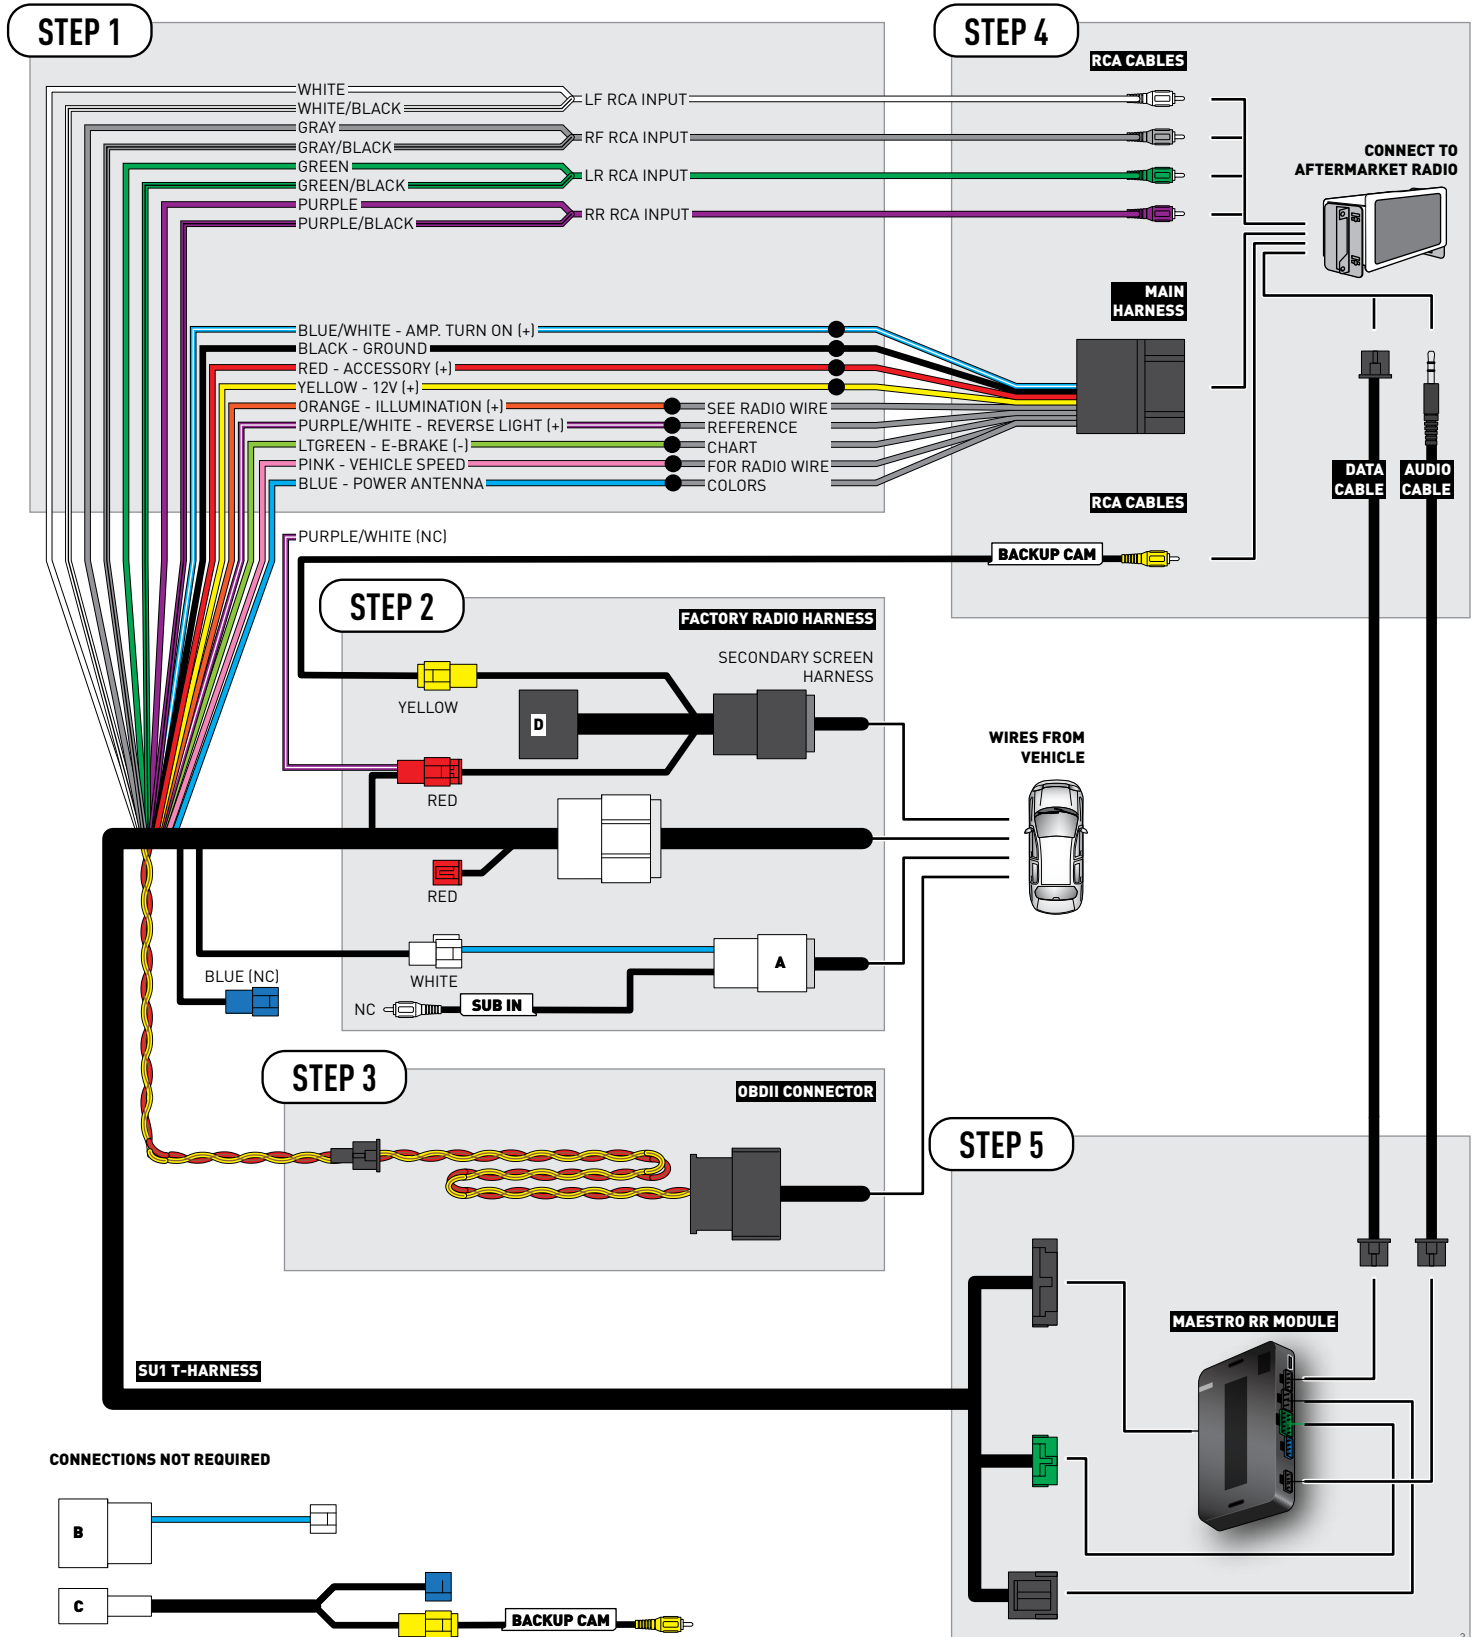 STEP 1
WHITE
WHITE/BLACK
LF RCA INPUT
GRAY
GRAY/BLACK
RF RCA INPUT
GREEN
GREEN/BLACK
LR RCA INPUT
PURPLE
PURPLE/BLACK
RR RCA INPUT
BLUE/WHITE - AMP. TURN ON (+)
BLACK - GROUND
RED - ACCESSORY (+)
YELLOW - 12V (+)
ORANGE - ILLUMINATION (+)
PURPLE/WHITE - REVERSE LIGHT (+)
LTGREEN - E-BRAKE (-)
PINK - VEHICLE SPEED
BLUE - POWER ANTENNA
SEE RADIO WIRE
REFERENCE
CHART
FOR RADIO WIRE
COLORS
STEP 4
RCA CABLES
CONNECT TO
AFTERMARKET RADIO
MAIN
HARNESS
DATA
CABLE
AUDIO
CABLE
RCA CABLES
BACKUP CAM
PURPLE/WHITE (NC)
STEP 2
FACTORY RADIO HARNESS
SECONDARY SCREEN
HARNESS
YELLOW
D
RED
RED
WIRES FROM
VEHICLE
A
WHITE
BLUE (NC)
NC
SUB IN
STEP 3
OBDII CONNECTOR
STEP 5
MAESTRO RR MODULE
SU1 T-HARNESS
CONNECTIONS NOT REQUIRED
B
C
BACKUP CAM